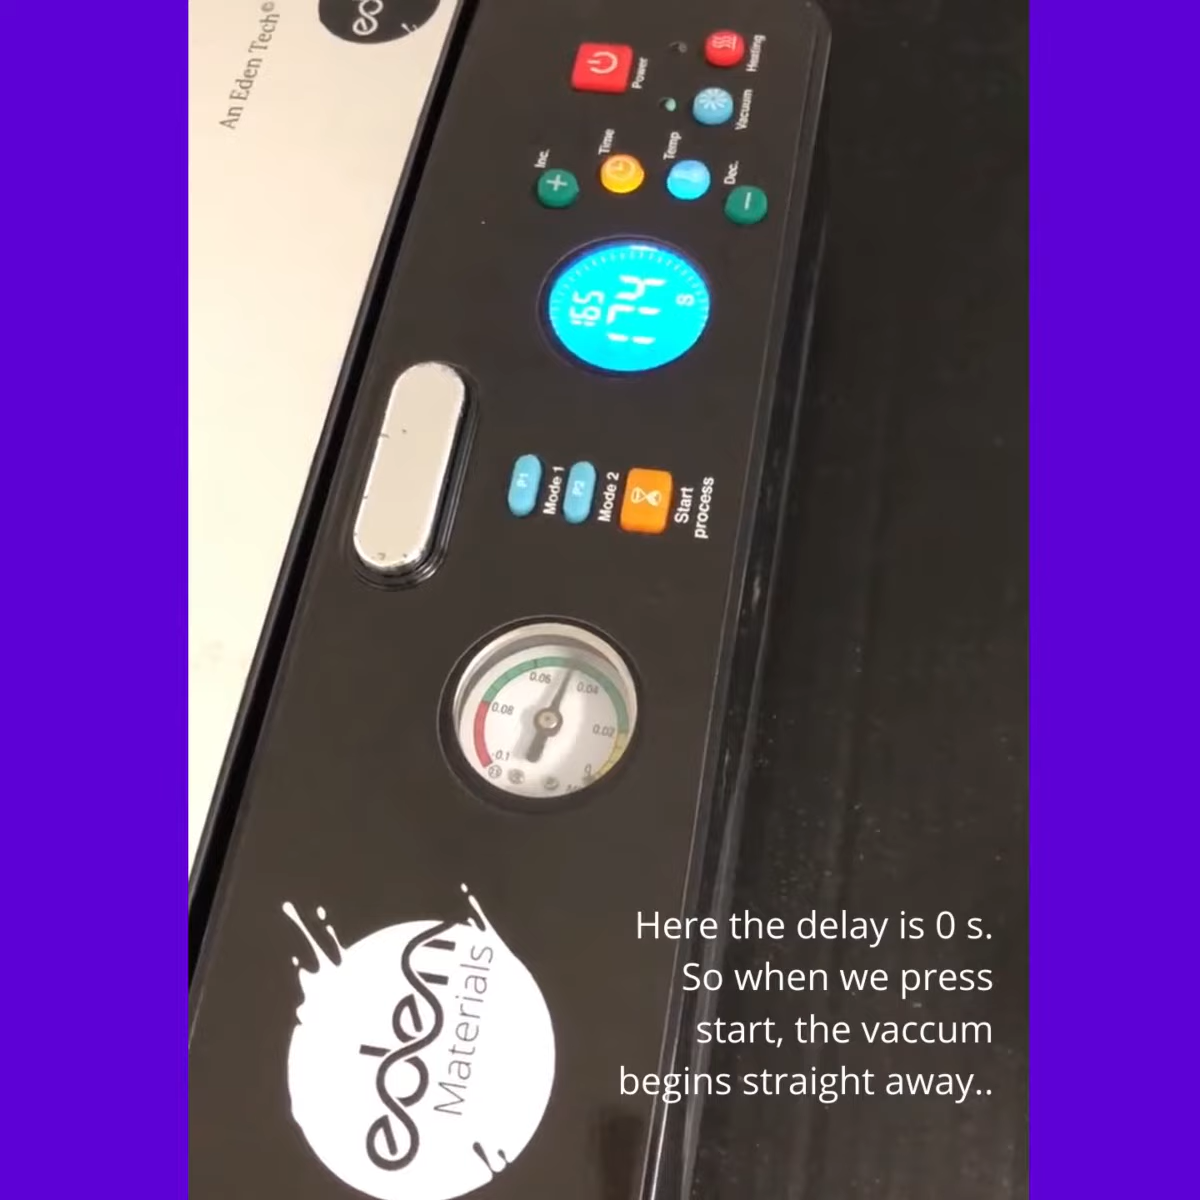 An Eden Tech©
eden
Power
Heating
Vacuum
Inc.
Time
Temp
Dec.
165
174
S
P1
Mode 1
P2
Mode 2
Start
process
0.06
0.04
0.08
0.02
-0.1
0
eden
Materials
Here the delay is 0 s.
So when we press
start, the vaccum
begins straight away..